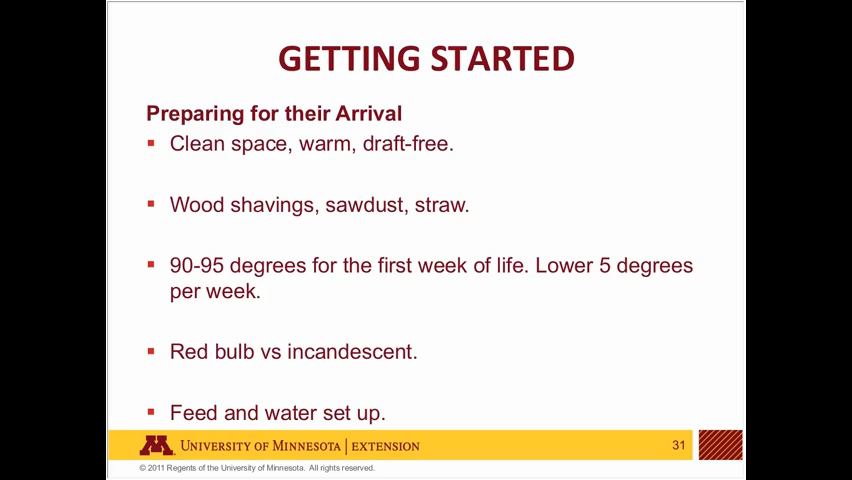 GETTING STARTED
Preparing for their Arrival
▪ Clean space, warm, draft-free.
▪ Wood shavings, sawdust, straw.
▪ 90-95 degrees for the first week of life. Lower 5 degrees
per week.
▪ Red bulb vs incandescent.
▪ Feed and water set up.
M UNIVERSITY OF MINNESOTA | EXTENSION
31
© 2011 Regents of the University of Minnesota. All rights reserved.